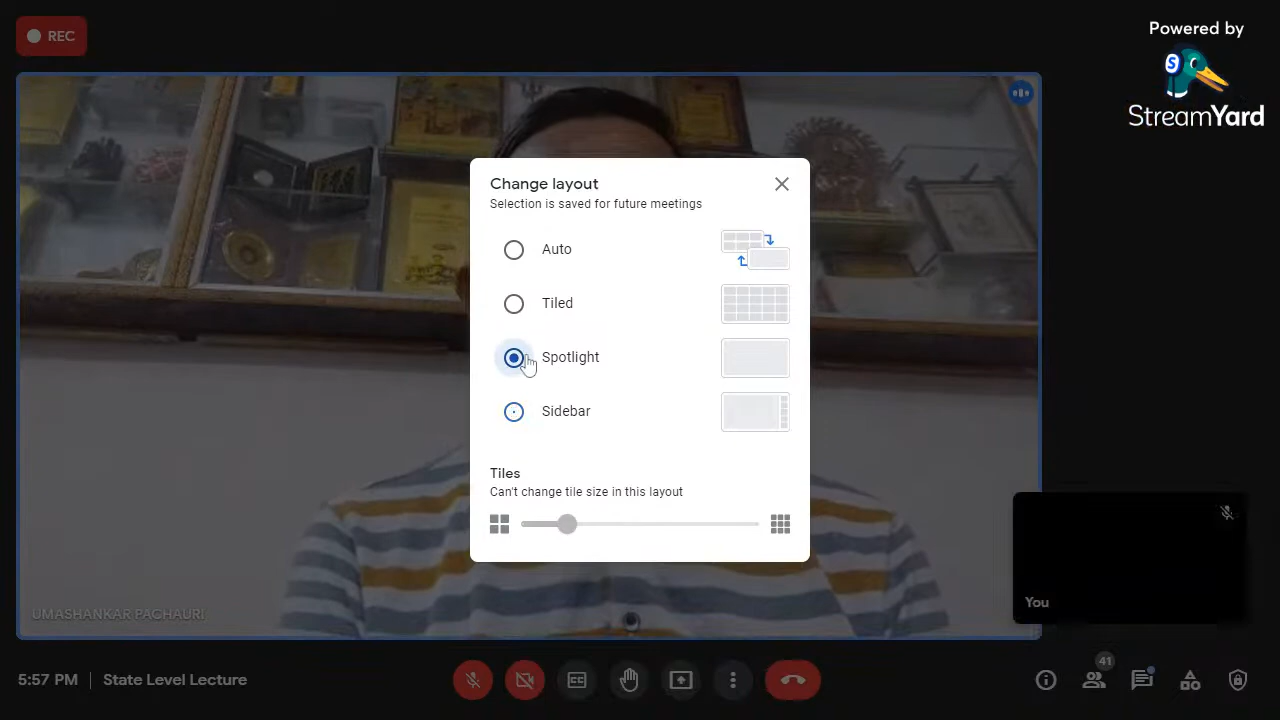 REC
Powered by
S
StreamYard
Change layout
Selection is saved for future meetings
Auto
Tiled
Spotlight
Sidebar
Tiles
Can't change tile size in this layout
UMASHANKAR PACHAURI
You
5:57 PM | State Level Lecture
CC
41